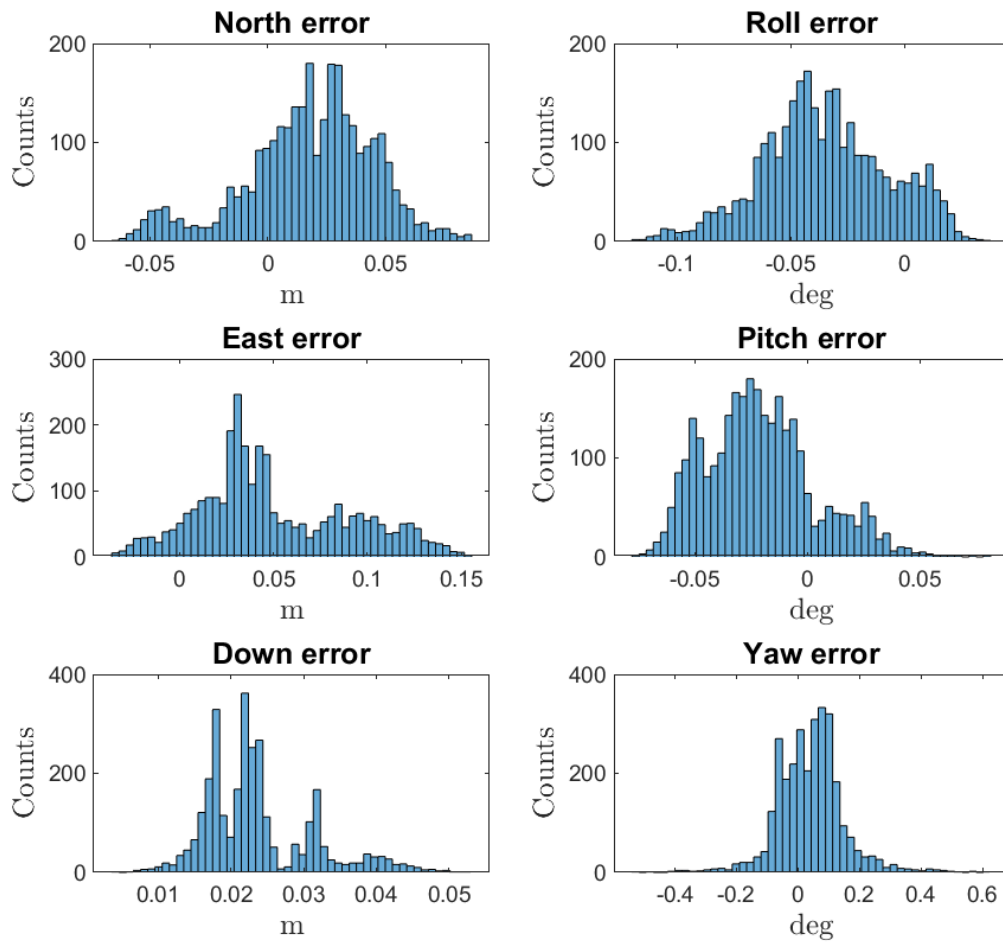 North error
200
100
0
Counts
-0.05
0
0.05
m
Roll error
200
100
0
Counts
-0.1
-0.05
0
deg
East error
300
200
100
0
Counts
0
0.05
0.1
0.15
m
Pitch error
200
100
0
Counts
-0.05
0
0.05
deg
Down error
400
200
0
Counts
0.01
0.02
0.03
0.04
0.05
m
Yaw error
400
200
0
Counts
-0.4
-0.2
0
0.2
0.4
0.6
deg